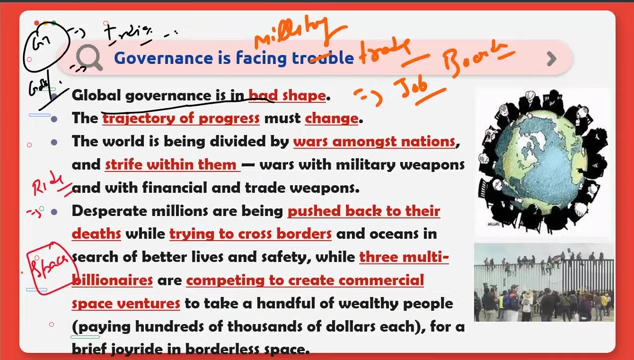 Military
Governance is facing trouble
trade
Job
Global governance is in bad shape.
The trajectory of progress must change.
The world is being divided by wars amongst nations,
and strife within them — wars with military weapons
and with financial and trade weapons.
Desperate millions are being pushed back to their
deaths while trying to cross borders and oceans in
search of better lives and safety, while three multi-
billionaires are competing to create commercial
space ventures to take a handful of wealthy people
(paying hundreds of thousands of dollars each), for a
brief joyride in borderless space.
Space